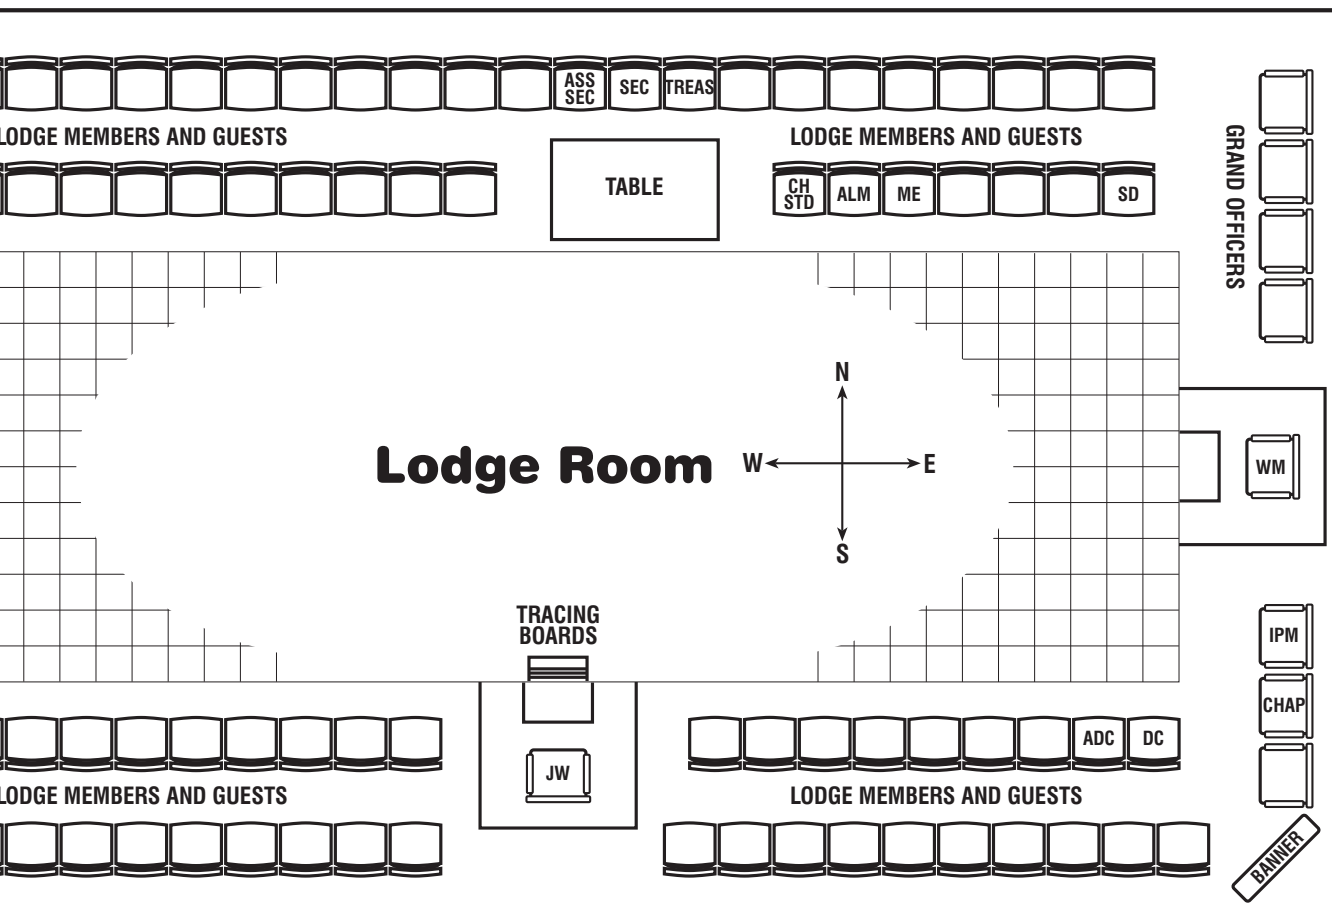 ASS
SEC
SEC
TREAS
LODGE MEMBERS AND GUESTS
LODGE MEMBERS AND GUESTS
TABLE
CH
STD
ALM
ME
SD
GRAND OFFICERS
N
Lodge Room
W
E
WM
S
TRACING
BOARDS
IPM
CHAP
ADC
DC
JW
LODGE MEMBERS AND GUESTS
LODGE MEMBERS AND GUESTS
BANNER